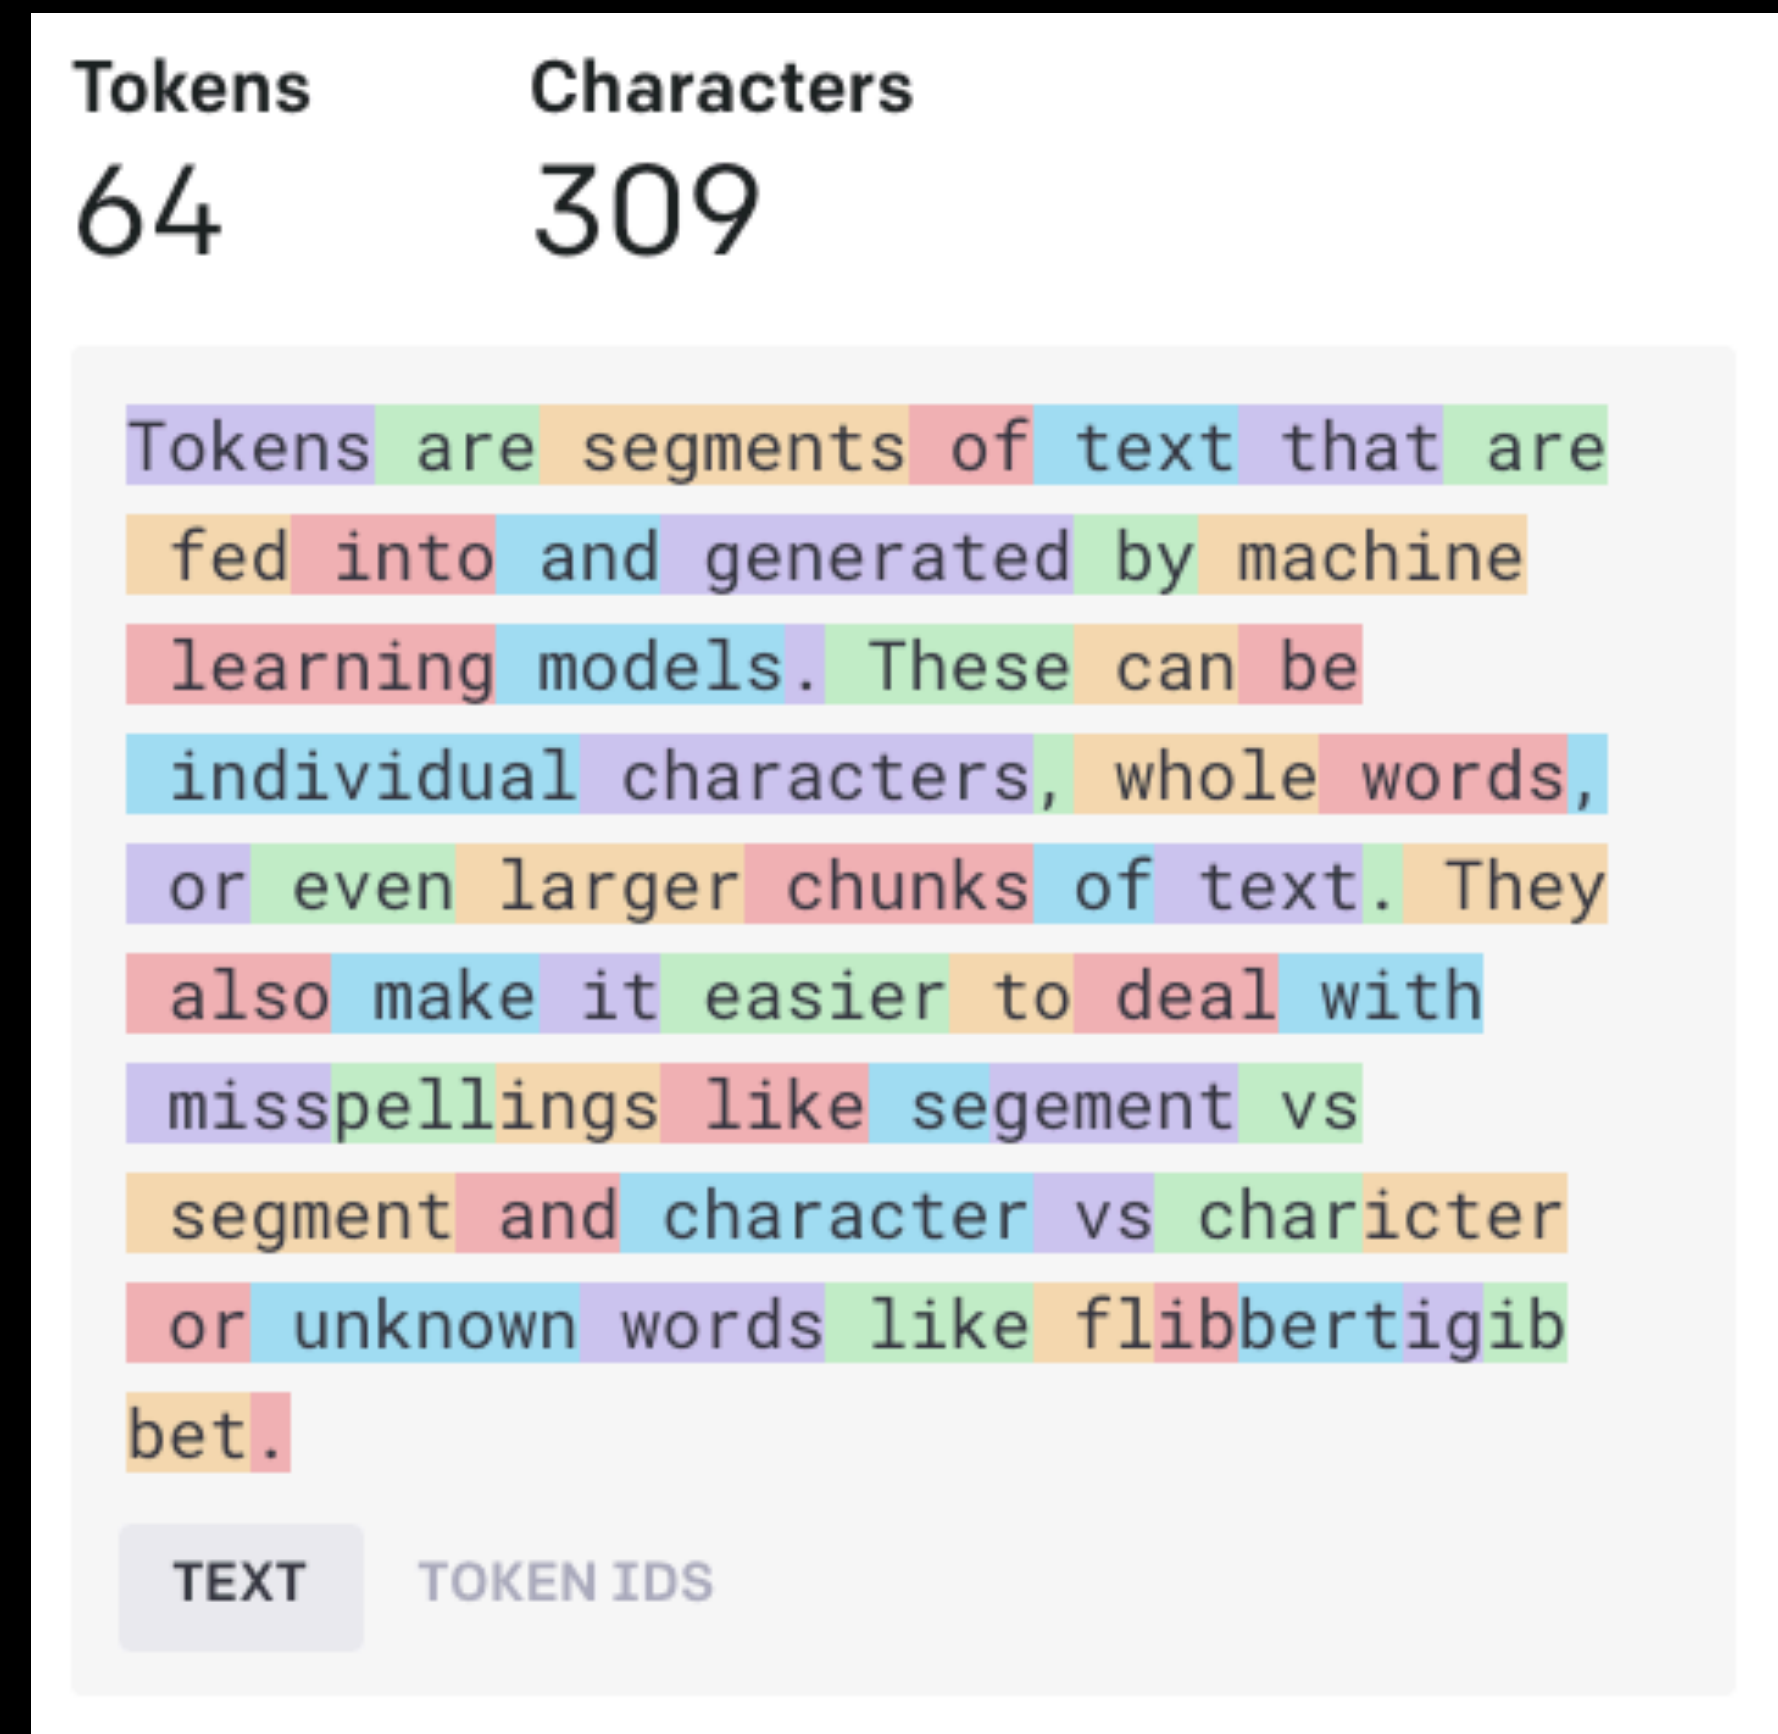 Tokens Characters
64 309
Tokens are segments of text that are
fed into and generated by machine
learning models. These can be
individual characters, whole words,
or even larger chunks of text. They
also make it easier to deal with
misspellings like segement vs
segment and character vs charicter
or unknown words like flibbertigib
bet.
TEXT TOKEN IDS